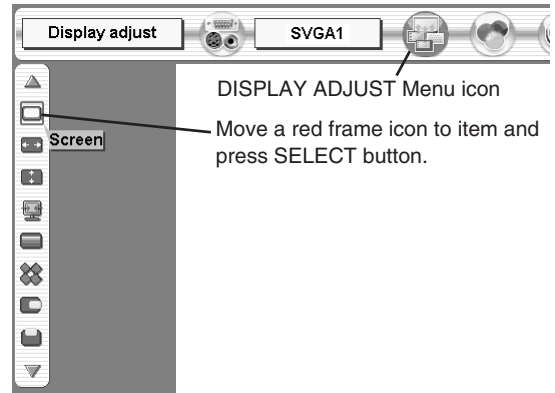 Display adjust
SVGA1
DISPLAY ADJUST Menu icon
Move a red frame icon to item and
press SELECT button.
Screen